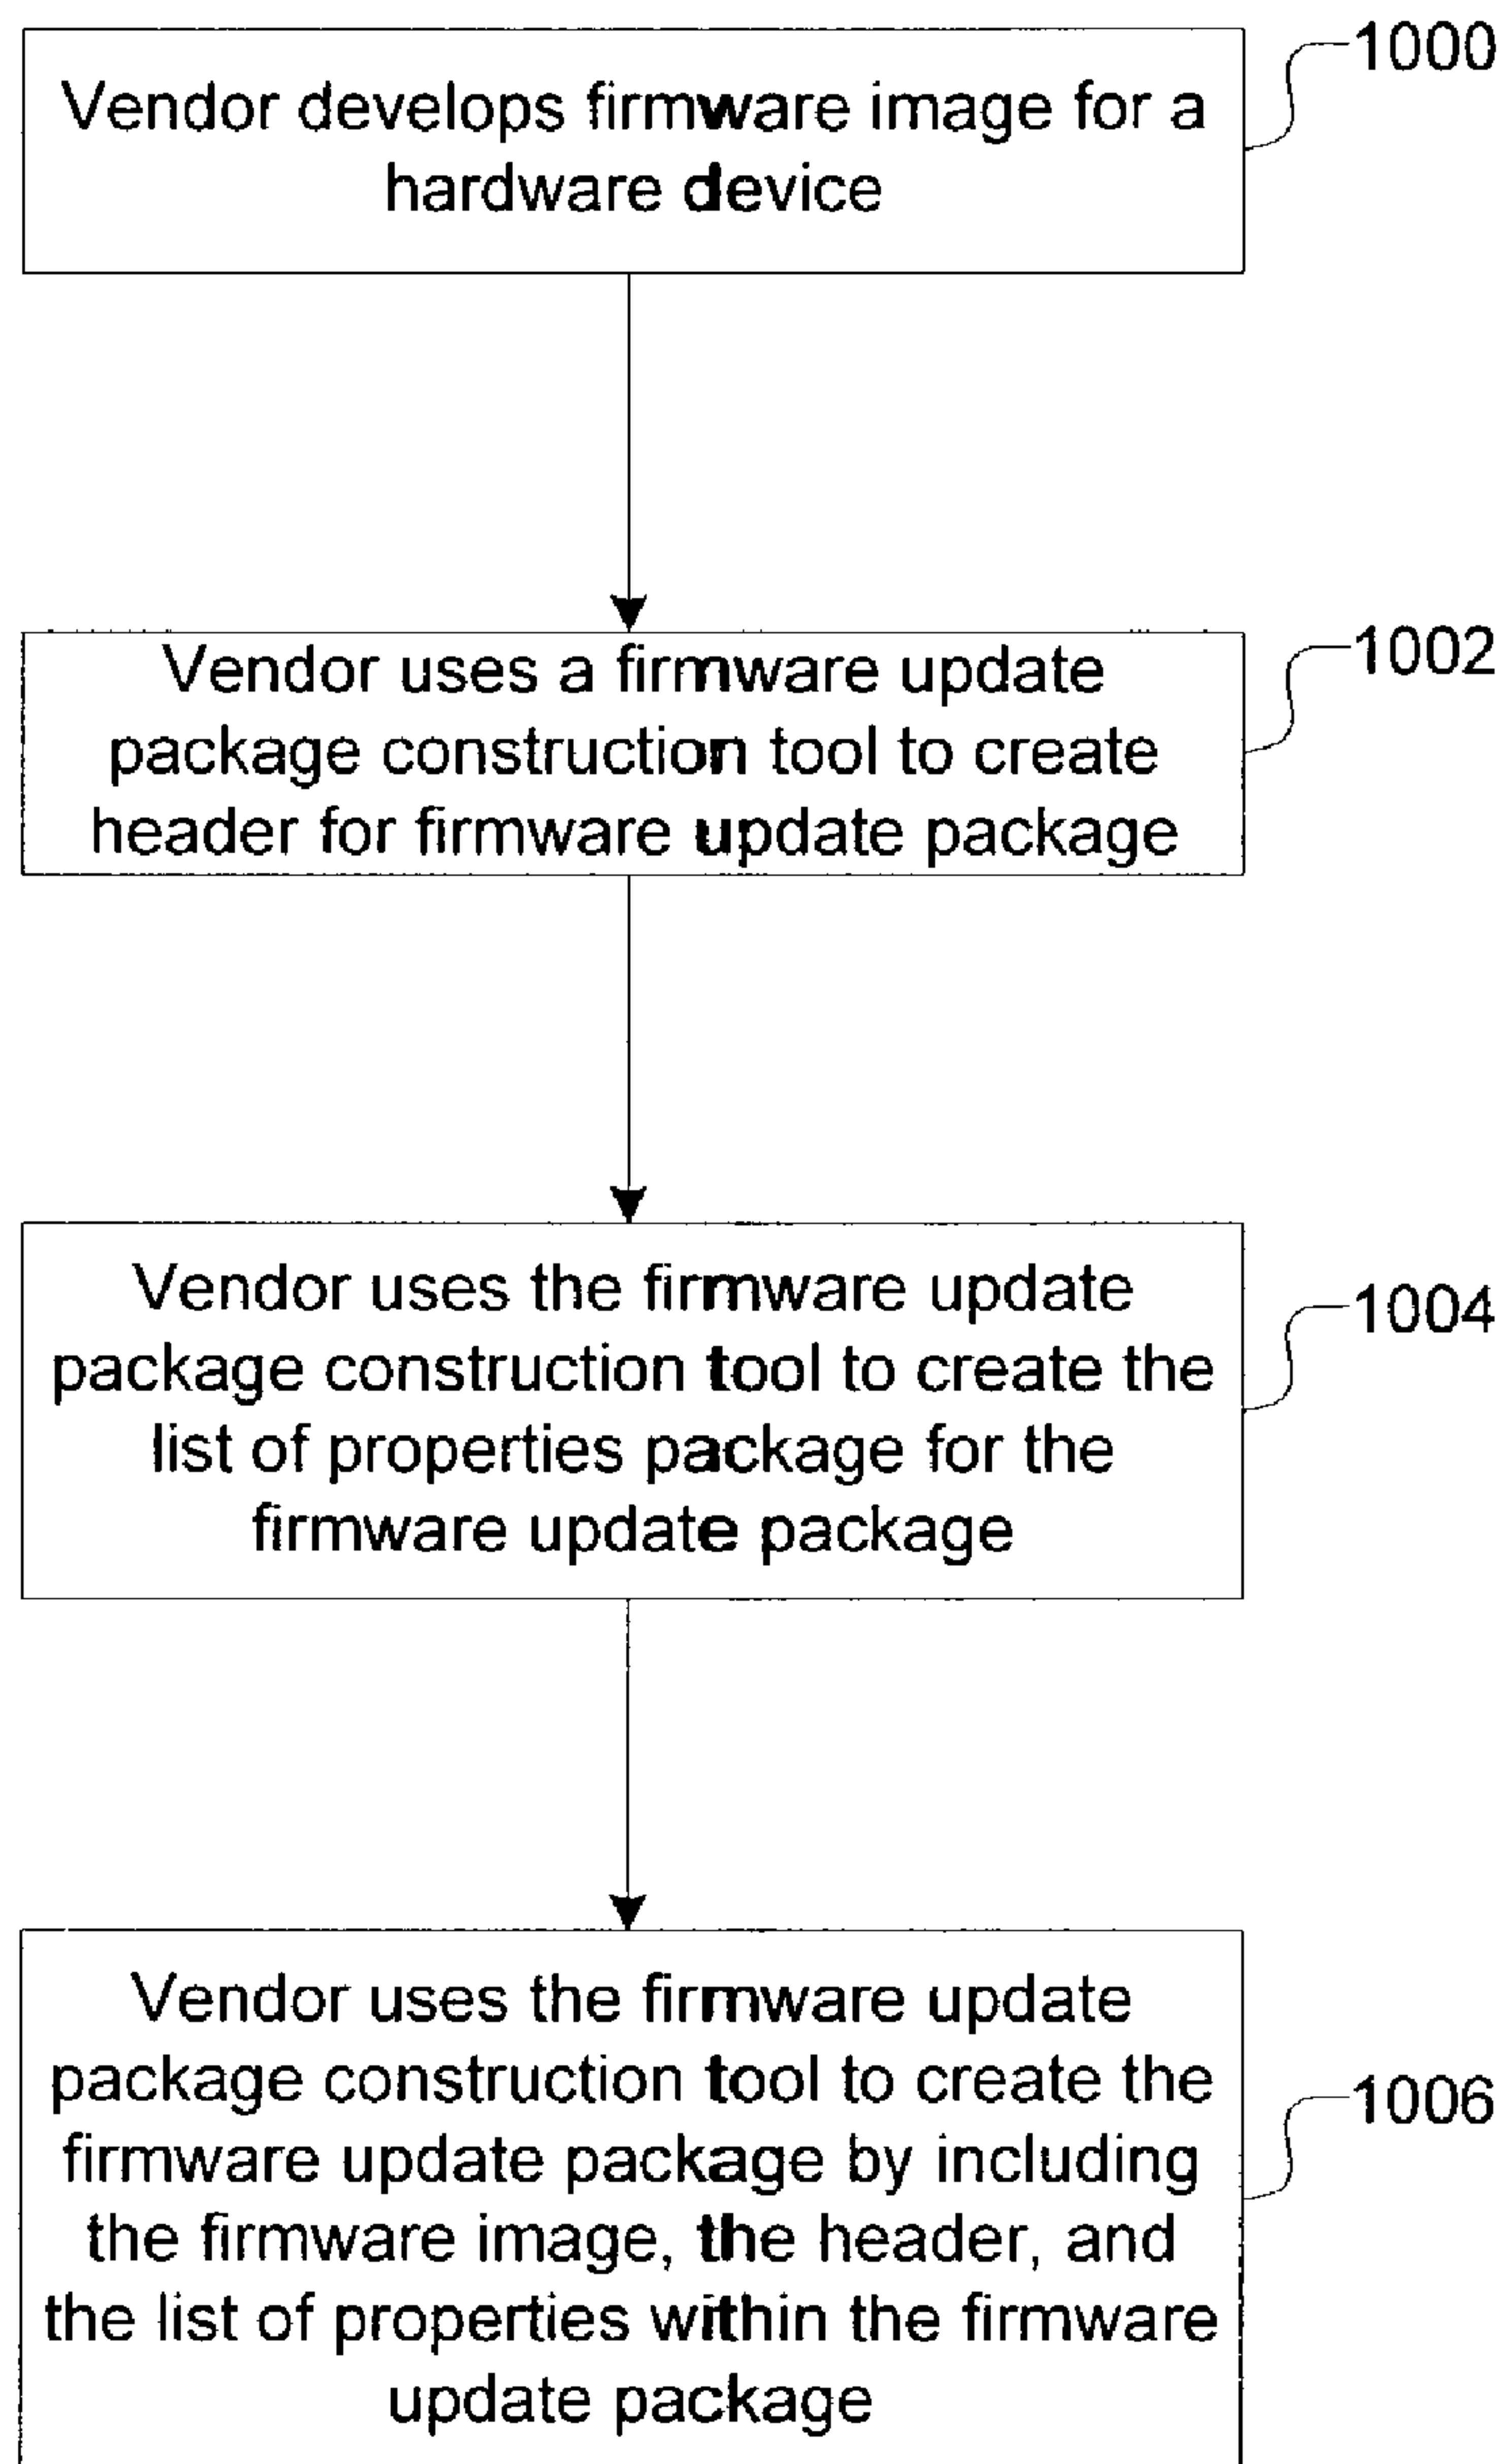 1000
Vendor develops firmware image for a
hardware device
1002
Vendor uses a firmware update
package construction tool to create
header for firmware update package
1004
Vendor uses the firmware update
package construction tool to create the
list of properties package for the
firmware update package
1006
Vendor uses the firmware update
package construction tool to create the
firmware update package by including
the firmware image, the header, and
the list of properties within the firmware
update package